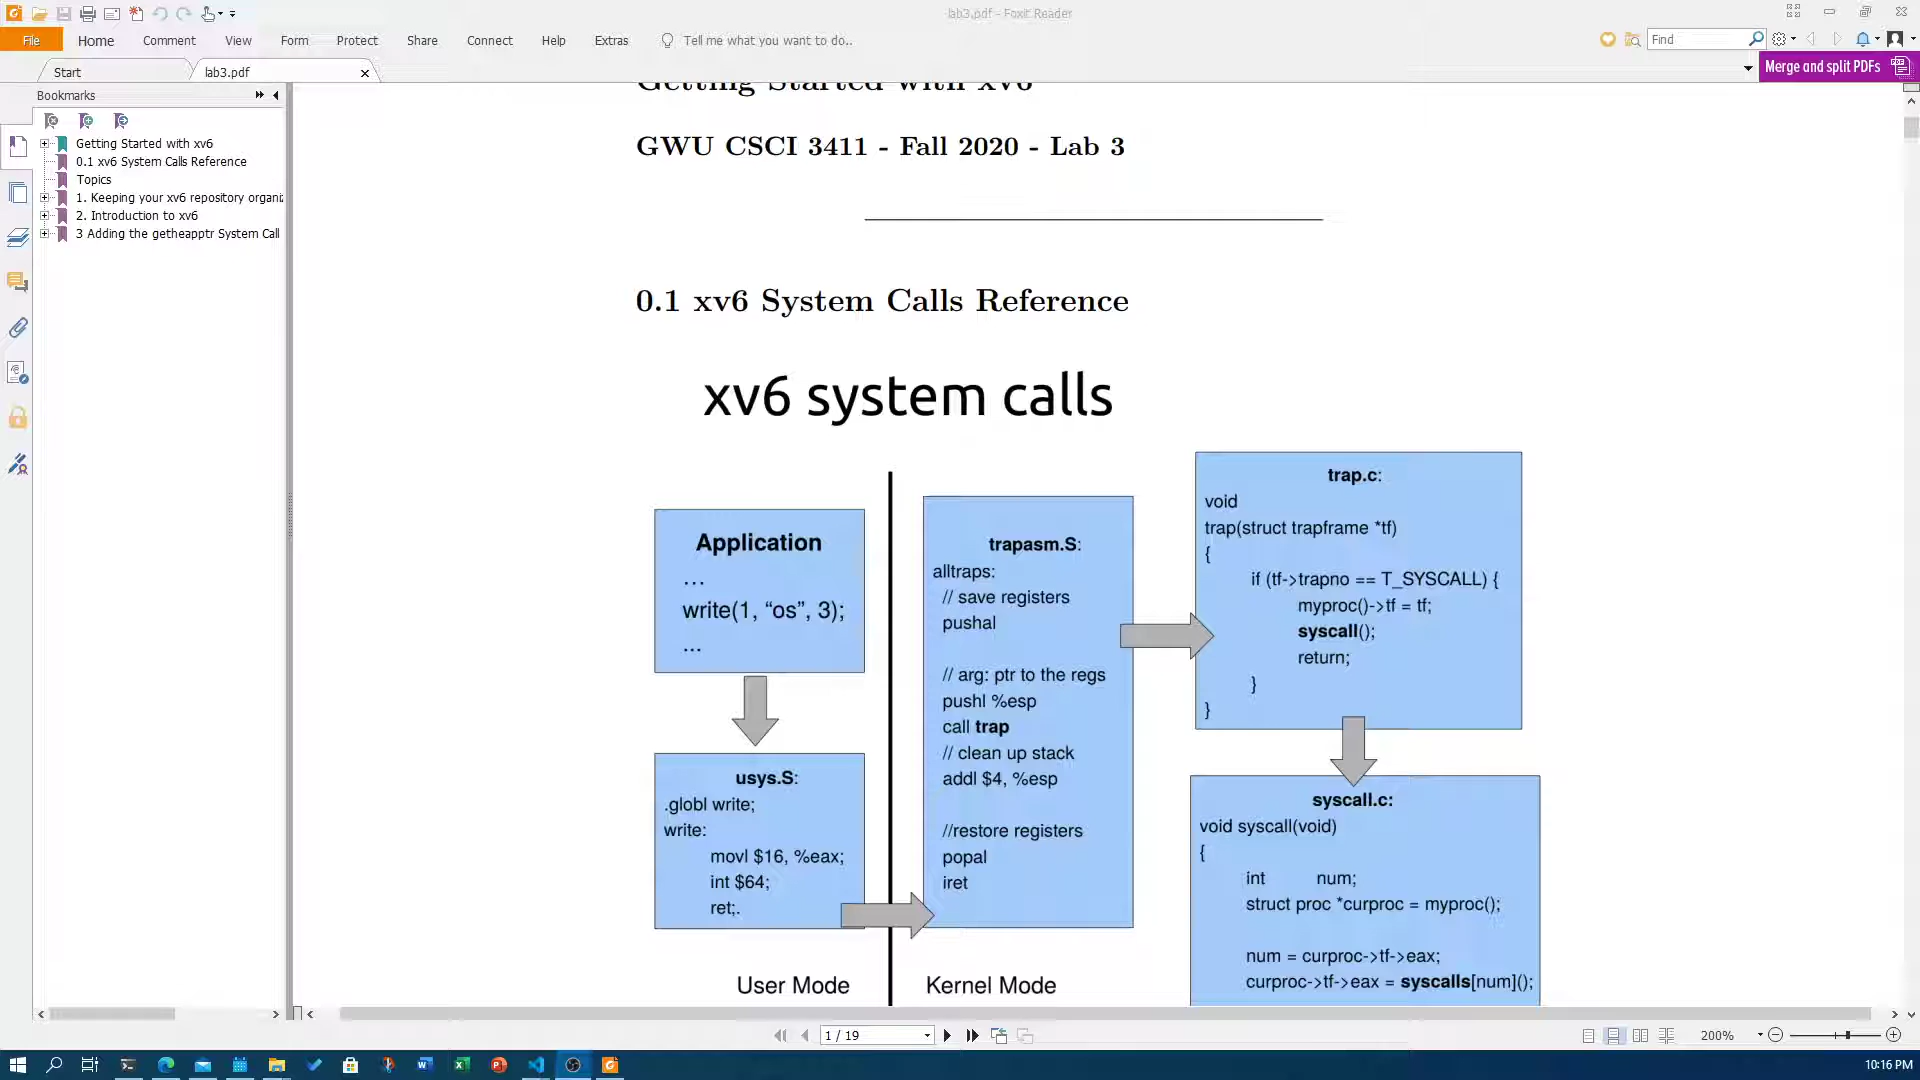 lab3.pdf - Foxit Reader
File Home Comment View Form Protect Share Connect Help Extras Tell me what you want to do.. Find
Start lab3.pdf
Merge and split PDFs
Bookmarks
Getting Started with xv6
0.1 xv6 System Calls Reference
Topics
1. Keeping your xv6 repository organi
2. Introduction to xv6
3 Adding the getheapptr System Call
Getting Started with xv6
GWU CSCI 3411 - Fall 2020 - Lab 3
0.1 xv6 System Calls Reference
xv6 system calls
Application
...
write(1, “os”, 3);
...
usys.S:
.globl write;
write:
movl $16, %eax;
int $64;
ret;.
User Mode
trapasm.S:
alltraps:
// save registers
pushal
// arg: ptr to the regs
pushl %esp
call trap
// clean up stack
addl $4, %esp
//restore registers
popal
iret
Kernel Mode
trap.c:
void
trap(struct trapframe *tf)
{
if (tf->trapno == T_SYSCALL) {
myproc()->tf = tf;
syscall();
return;
}
}
syscall.c:
void syscall(void)
{
int num;
struct proc *curproc = myproc();
num = curproc->tf->eax;
curproc->tf->eax = syscalls[num]();
1 / 19
200%
10:16 PM